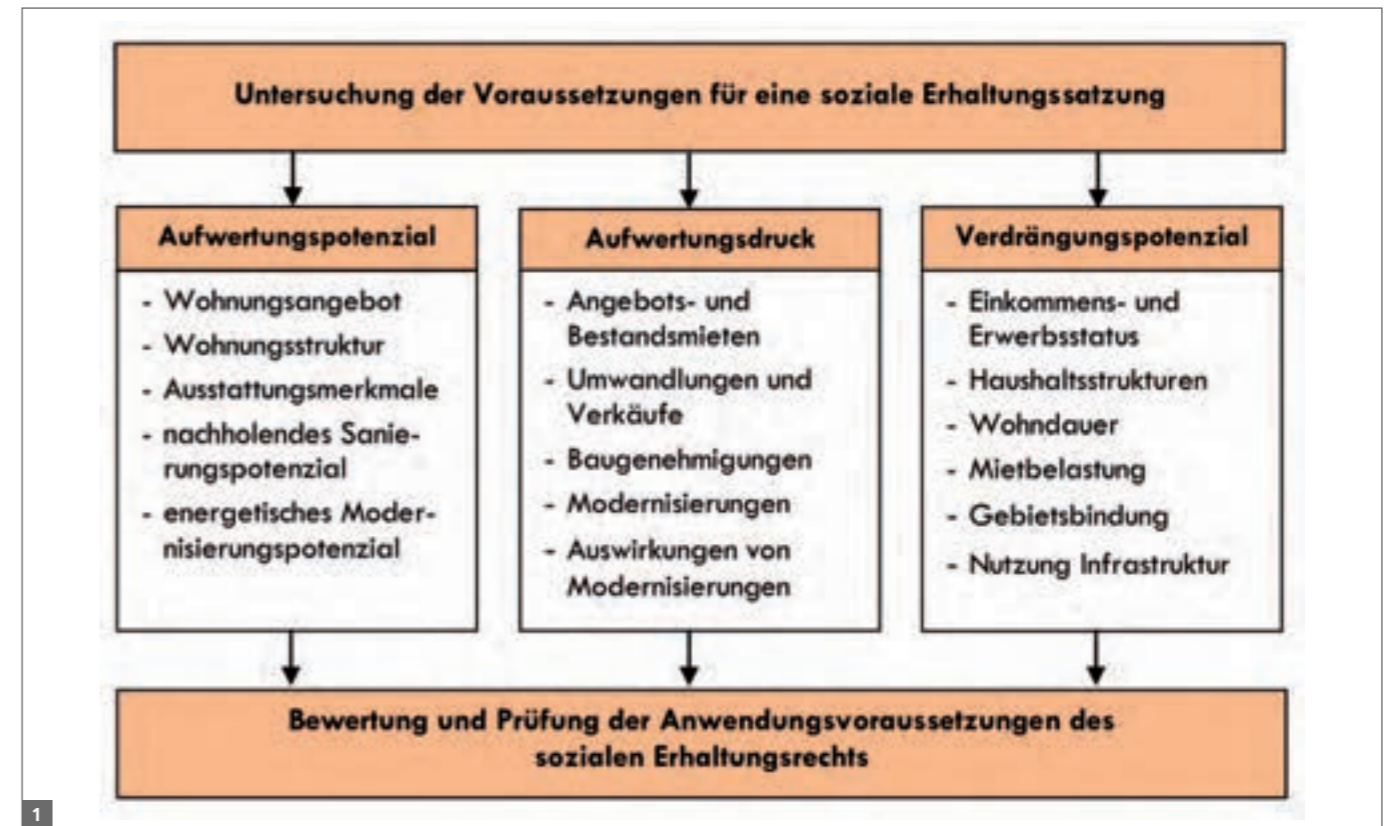 Untersuchung der Voraussetzungen für eine soziale Erhaltungssatzung
Aufwertungspotenzial
- Wohnungsangebot
- Wohnungsstruktur
- Ausstattungsmerkmale
- nachholendes Sanie-
rungspotenzial
- energetisches Moder-
nisierungspotenzial
Aufwertungsdruck
- Angebots- und
Bestandsmieten
- Umwandlungen und
Verkäufe
- Baugenehmigungen
- Modernisierungen
- Auswirkungen von
Modernisierungen
Verdrängungspotenzial
- Einkommens- und
Erwerbsstatus
- Haushaltsstrukturen
- Wohndauer
- Mietbelastung
- Gebietsbindung
- Nutzung Infrastruktur
Bewertung und Prüfung der Anwendungsvoraussetzungen des
sozialen Erhaltungsrechts
1